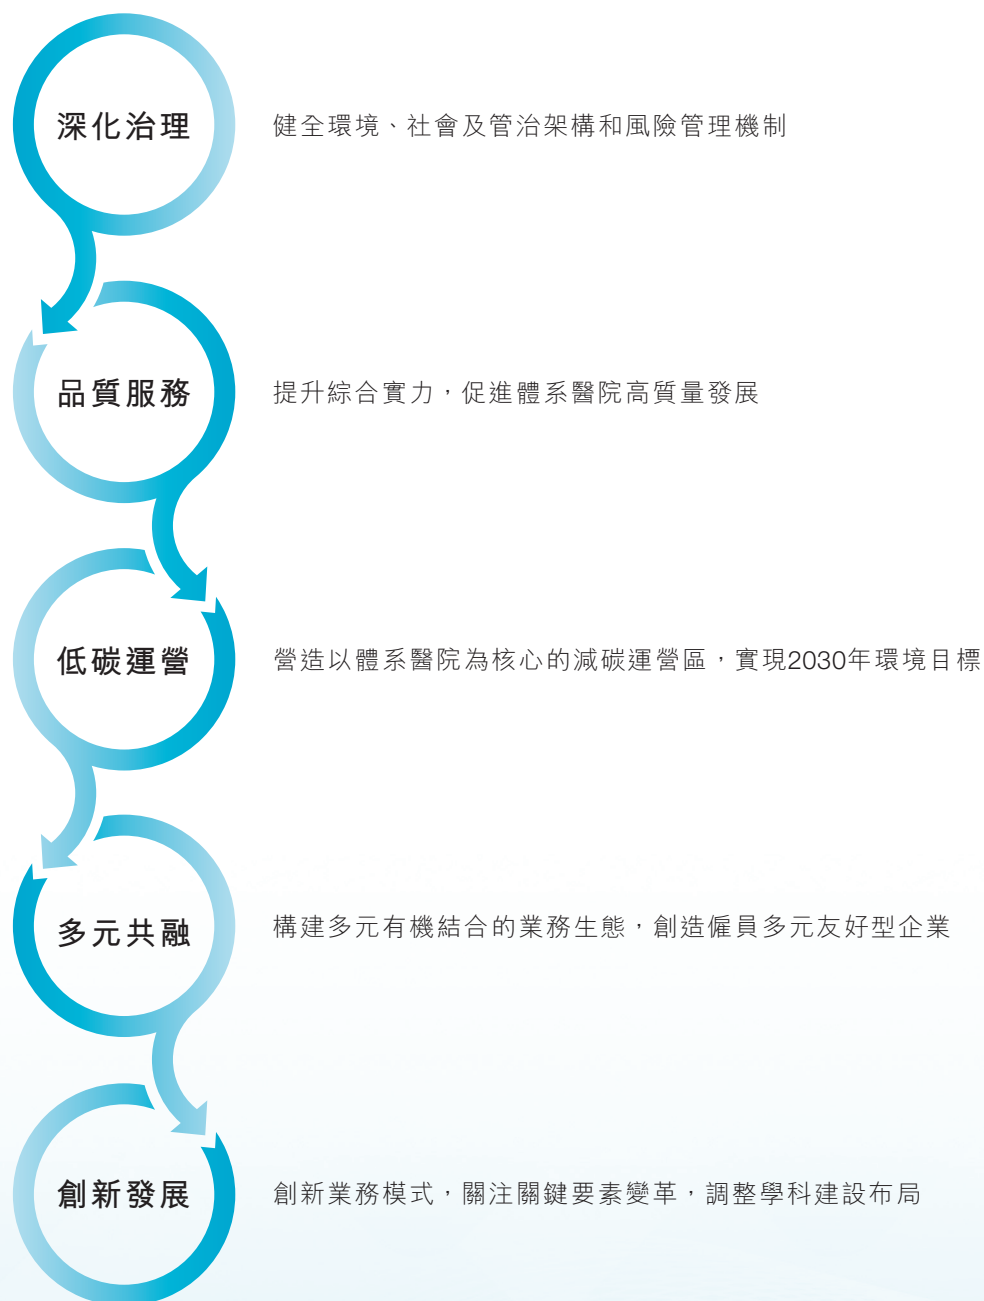 深化治理
健全環境、社會及管治架構和風險管理機制
品質服務
提升綜合實力，促進體系醫院高質量發展
低碳運營
營造以體系醫院為核心的減碳運營區，實現2030年環境目標
多元共融
構建多元有機結合的業務生態，創造僱員多元友好型企業
創新發展
創新業務模式，關注關鍵要素變革，調整學科建設布局